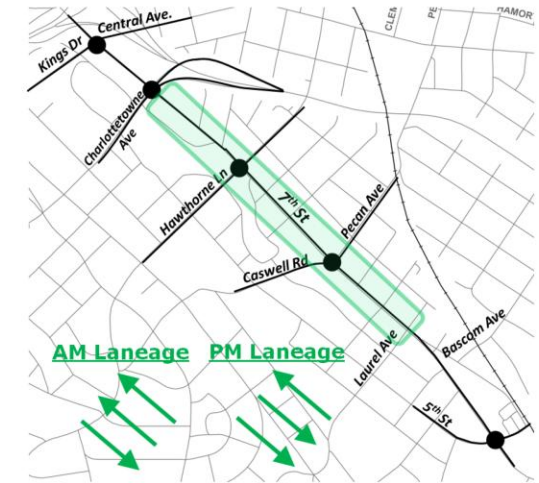 HAMOR
Central Ave.
Kings Dr
Charlottetowne
Ave
Hawthorne Ln
7th St
Pecan Ave
Caswell Rd
Laurel Ave
Bascom Ave
5th St
AM Laneage
PM Laneage